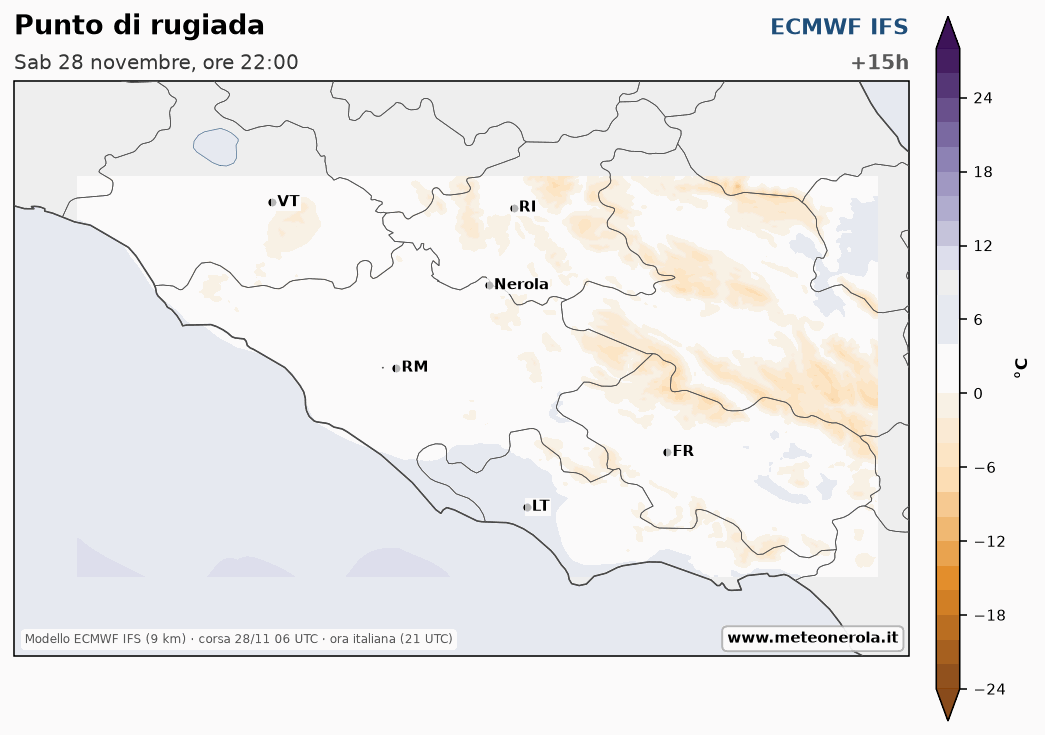 Punto di rugiada
ECMWF IFS
Sab 28 novembre, ore 22:00
+15h
VT
RI
Nerola
RM
FR
LT
24
18
12
6
0
−6
−12
−18
−24
°C
Modello ECMWF IFS (9 km) · corsa 28/11 06 UTC · ora italiana (21 UTC)
www.meteonerola.it